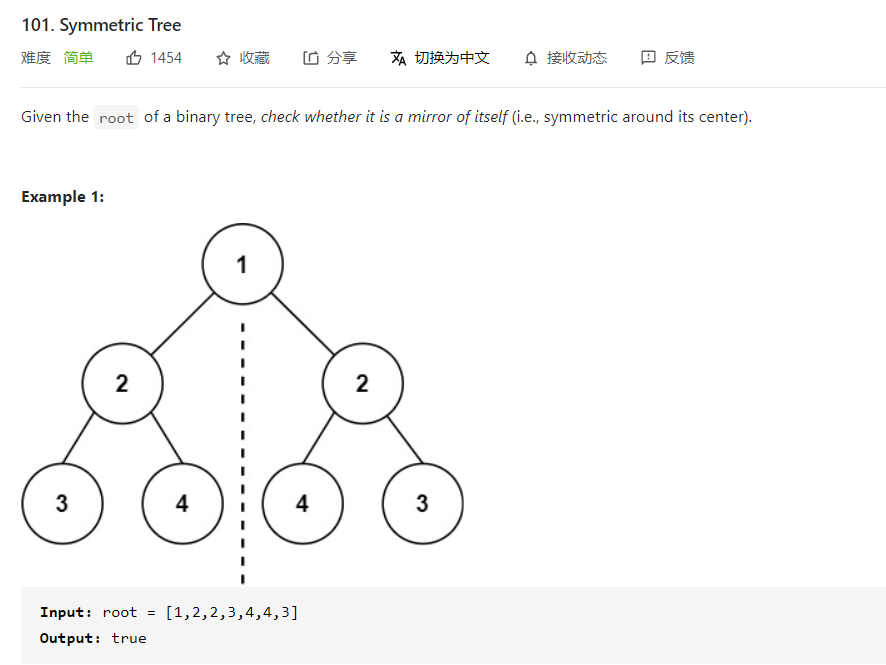 101. Symmetric Tree
难度 简单 1454 收藏 分享 切换为中文 接收动态 反馈
Given the root of a binary tree, check whether it is a mirror of itself (i.e., symmetric around its center).
Example 1:
1
2 2
3 4 4 3
Input: root = [1,2,2,3,4,4,3]
Output: true